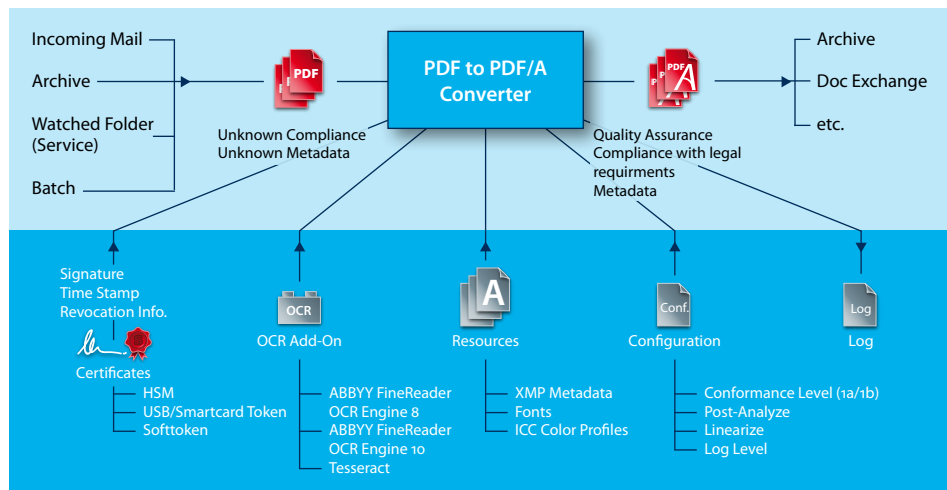 Incoming Mail
Archive
Watched Folder
(Service)
Batch
PDF
P
P
Unknown Compliance
Unknown Metadata
PDF to PDF/A
Converter
PDF
P
P
A
Quality Assurance
Compliance with legal
requirments
Metadata
Archive
Doc Exchange
etc.
Signature
Time Stamp
Revocation Info.
Certificates
HSM
USB/Smartcard Token
Softtoken
OCR
OCR Add-On
ABBYY FineReader
OCR Engine 8
ABBYY FineReader
OCR Engine 10
Tesseract
A
Resources
XMP Metadata
Fonts
ICC Color Profiles
Conf.
Configuration
Conformance Level (1a/1b)
Post-Analyze
Linearize
Log Level
Log
Log